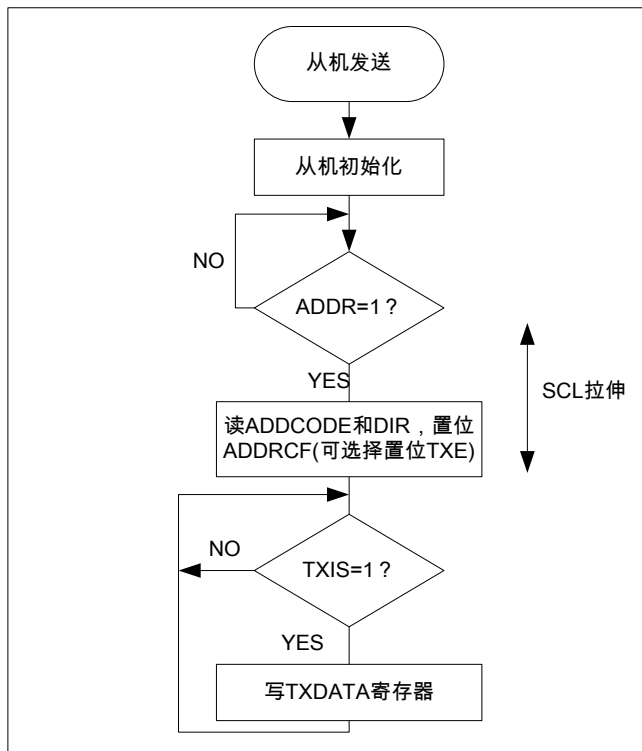 从机发送
从机初始化
NO
ADDR=1？
YES
SCL拉伸
读ADDCODE和DIR，置位
ADDRCF(可选择置位TXE)
NO
TXIS=1？
YES
写TXDATA寄存器